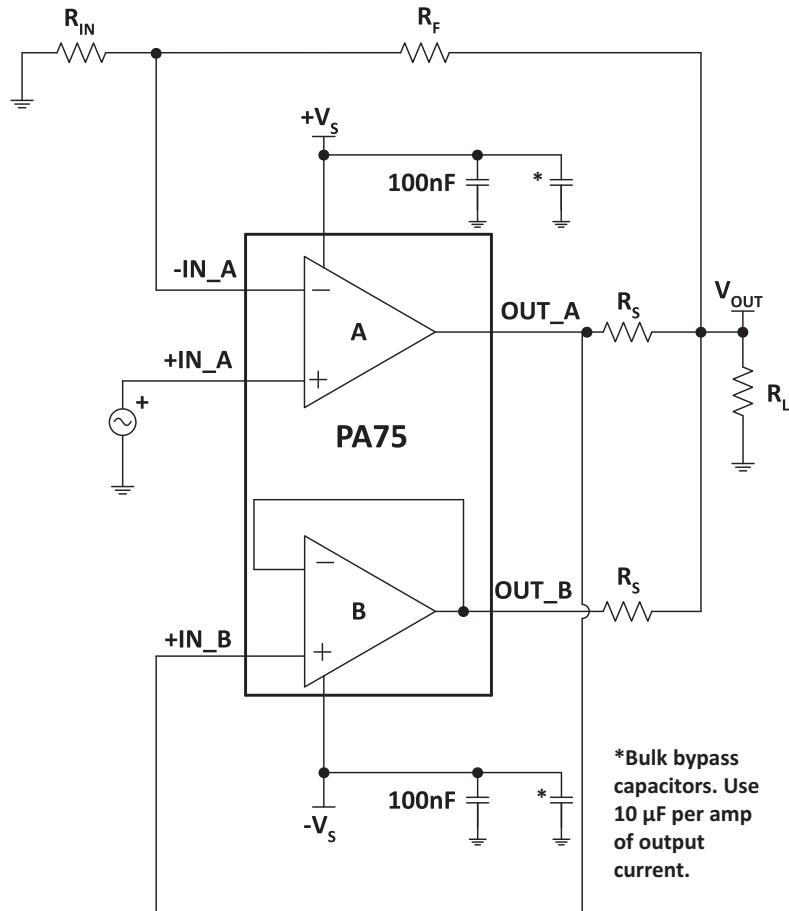 R_IN
R_F
+V_S
100nF
*
-IN_A
OUT_A
R_S
V_OUT
A
+IN_A
+
R_L
PA75
OUT_B
R_S
B
+IN_B
*Bulk bypass
capacitors. Use
10 µF per amp
of output
current.
100nF
*
-V_S